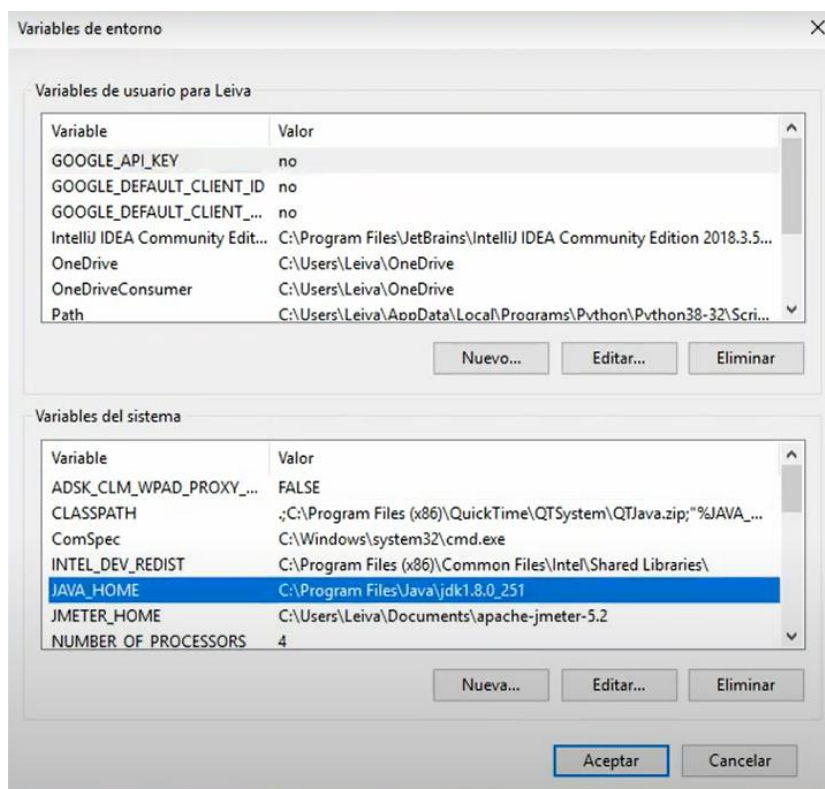 Variables de entorno
Variables de usuario para Leiva
Variable Valor
GOOGLE_API_KEY no
GOOGLE_DEFAULT_CLIENT_ID no
GOOGLE_DEFAULT_CLIENT_... no
IntelliJ IDEA Community Edit... C:\Program Files\JetBrains\IntelliJ IDEA Community Edition 2018.3.5...
OneDrive C:\Users\Leiva\OneDrive
OneDriveConsumer C:\Users\Leiva\OneDrive
Path C:\Users\Leiva\AppData\Local\Programs\Python\Python38-32\Scri...
Nuevo... Editar... Eliminar
Variables del sistema
Variable Valor
ADSK_CLM_WPAD_PROXY_... FALSE
CLASSPATH .;C:\Program Files (x86)\QuickTime\QTSystem\QTJava.zip;"%JAVA_...
ComSpec C:\Windows\system32\cmd.exe
INTEL_DEV_REDIST C:\Program Files (x86)\Common Files\Intel\Shared Libraries\
JAVA_HOME C:\Program Files\Java\jdk1.8.0_251
JMETER_HOME C:\Users\Leiva\Documents\apache-jmeter-5.2
NUMBER_OF_PROCESSORS 4
Nueva... Editar... Eliminar
Aceptar Cancelar